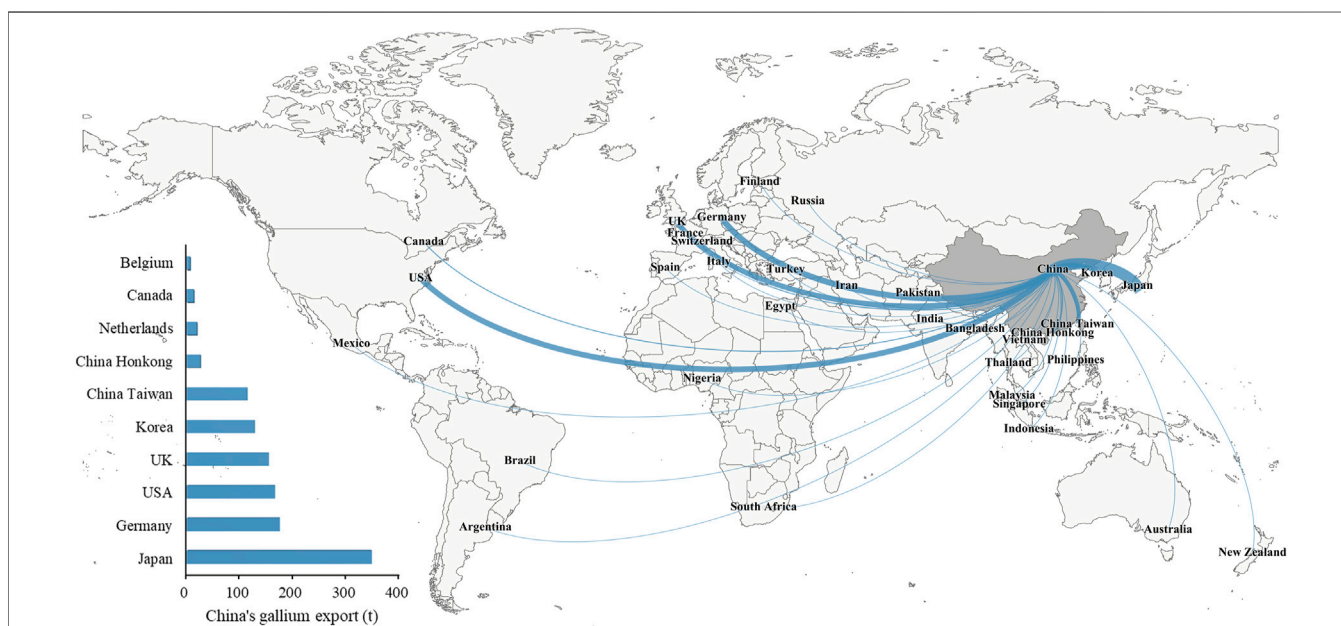 Finland
Russia
UK
Germany
France
Switzerland
Canada
Italy
Spain
Turkey
China
Korea
Japan
USA
Iran
Pakistan
Egypt
India
Bangladesh
China Taiwan
China Honkong
Vietnam
Mexico
Thailand
Philippines
Nigeria
Malaysia
Singapore
Indonesia
Brazil
South Africa
Argentina
Australia
New Zealand
Belgium
Canada
Netherlands
China Honkong
China Taiwan
Korea
UK
USA
Germany
Japan
0 100 200 300 400
China's gallium export (t)